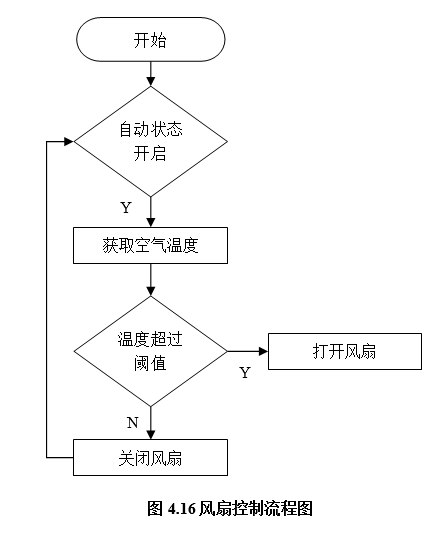 开始
自动状态
开启
Y
获取空气温度
温度超过
阈值
Y
打开风扇
N
关闭风扇
图 4.16 风扇控制流程图